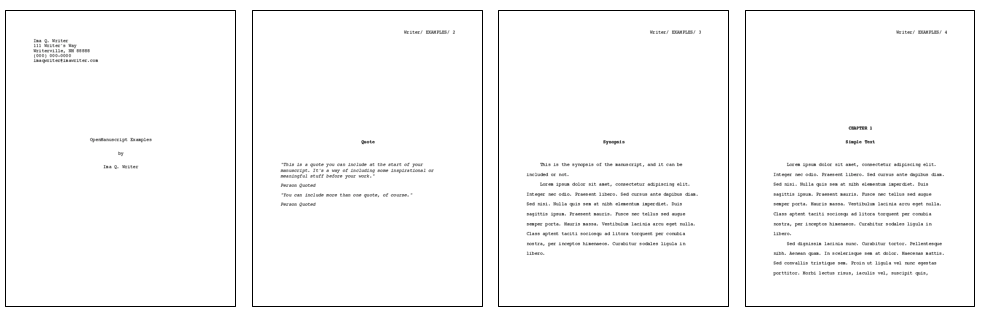 Ima Q. Writer
111 Writer's Way
Writerville, NN 88888
(000) 000-0000
imaqwriter@imawriter.com
OpenManuscript Examples
by
Ima Q. Writer
Writer/ EXAMPLES/ 2
Quote
"This is a quote you can include at the start of your
manuscript. It's a way of including some inspirational or
meaningful stuff before your work."
Person Quoted
"You can include more than one quote, of course."
Person Quoted
Writer/ EXAMPLES/ 3
Synopsis
This is the synopsis of the manuscript, and it can be
included or not.
Lorem ipsum dolor sit amet, consectetur adipiscing elit.
Integer nec odio. Praesent libero. Sed cursus ante dapibus diam.
Sed nisi. Nulla quis sem at nibh elementum imperdiet. Duis
sagittis ipsum. Praesent mauris. Fusce nec tellus sed augue
semper porta. Mauris massa. Vestibulum lacinia arcu eget nulla.
Class aptent taciti sociosqu ad litora torquent per conubia
nostra, per inceptos himenaeos. Curabitur sodales ligula in
libero.
Writer/ EXAMPLES/ 4
CHAPTER 1
Simple Text
Lorem ipsum dolor sit amet, consectetur adipiscing elit.
Integer nec odio. Praesent libero. Sed cursus ante dapibus diam.
Sed nisi. Nulla quis sem at nibh elementum imperdiet. Duis
sagittis ipsum. Praesent mauris. Fusce nec tellus sed augue
semper porta. Mauris massa. Vestibulum lacinia arcu eget nulla.
Class aptent taciti sociosqu ad litora torquent per conubia
nostra, per inceptos himenaeos. Curabitur sodales ligula in
libero.
Sed dignissim lacinia nunc. Curabitur tortor. Pellentesque
nibh. Aenean quam. In scelerisque sem at dolor. Maecenas mattis.
Sed convallis tristique sem. Proin ut ligula vel nunc egestas
porttitor. Morbi lectus risus, iaculis vel, suscipit quis,